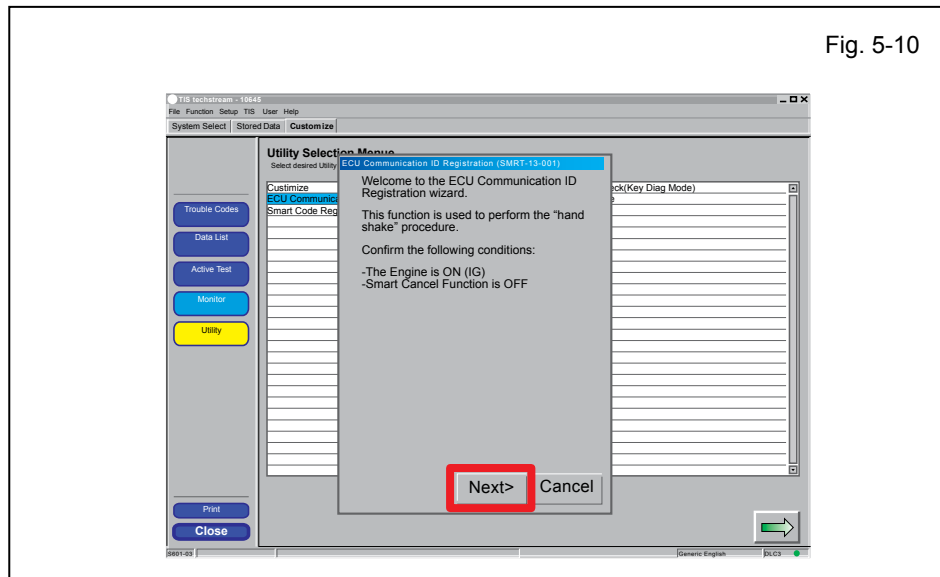 Fig. 5-10
TIS techstream - 10645
File Function Setup TIS User Help
System Select Stored Data Customize
Utility Selection Menue
Select desired Utility
ECU Communication ID Registration (SMRT-13-001)
Custimize
ECU Communica
Smart Code Reg
eck(Key Diag Mode)
Welcome to the ECU Communication ID
Registration wizard.
This function is used to perform the “hand
shake” procedure.
Confirm the following conditions:
-The Engine is ON (IG)
-Smart Cancel Function is OFF
Next>
Cancel
Trouble Codes
Data List
Active Test
Monitor
Utility
Print
Close
S601-03
Generic English
DLC3